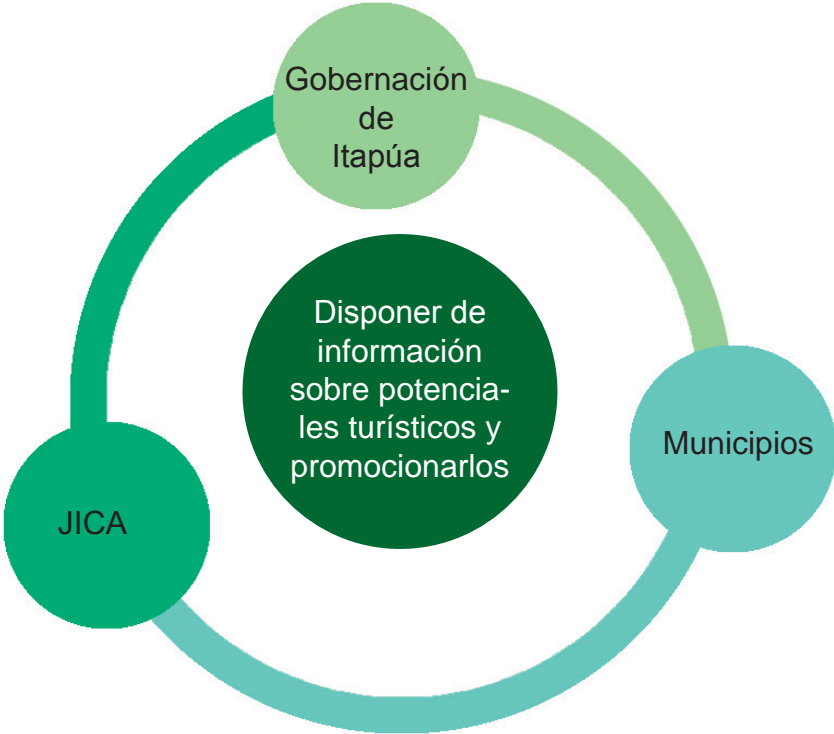 Gobernación
de
Itapúa
Disponer de
información
sobre potencia-
les turísticos y
promocionarlos
Municipios
JICA